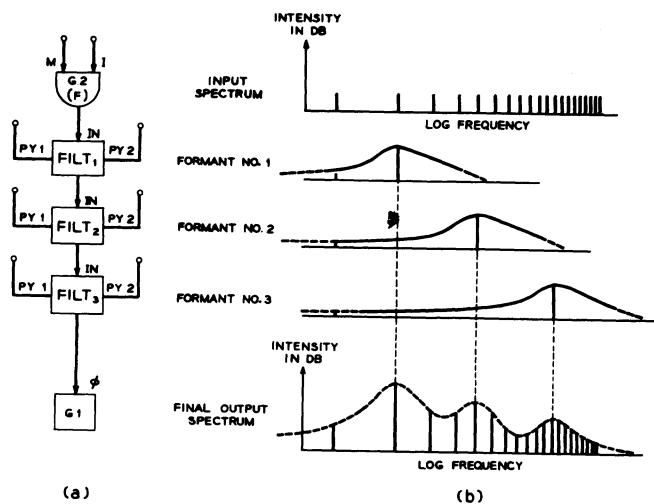 M I
G2
(F)
IN
PY 1 FILT1 PY 2
IN
PY 1 FILT2 PY 2
IN
PY 1 FILT3 PY 2
φ
G1
(a)
INTENSITY
IN DB
INPUT
SPECTRUM
LOG FREQUENCY
FORMANT NO. 1
FORMANT NO. 2
FORMANT NO. 3
INTENSITY
IN DB
FINAL OUTPUT
SPECTRUM
LOG FREQUENCY
(b)